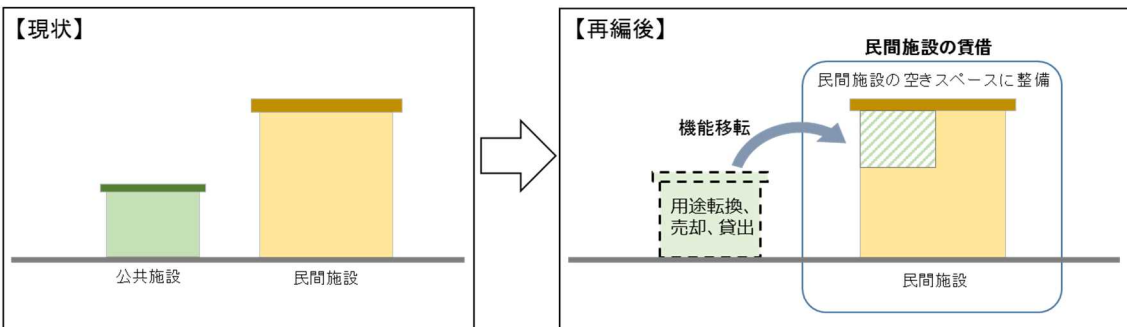 【現状】
公共施設
民間施設
【再編後】
民間施設の賃借
民間施設の空きスペースに整備
機能移転
用途転換、
売却、貸出
民間施設